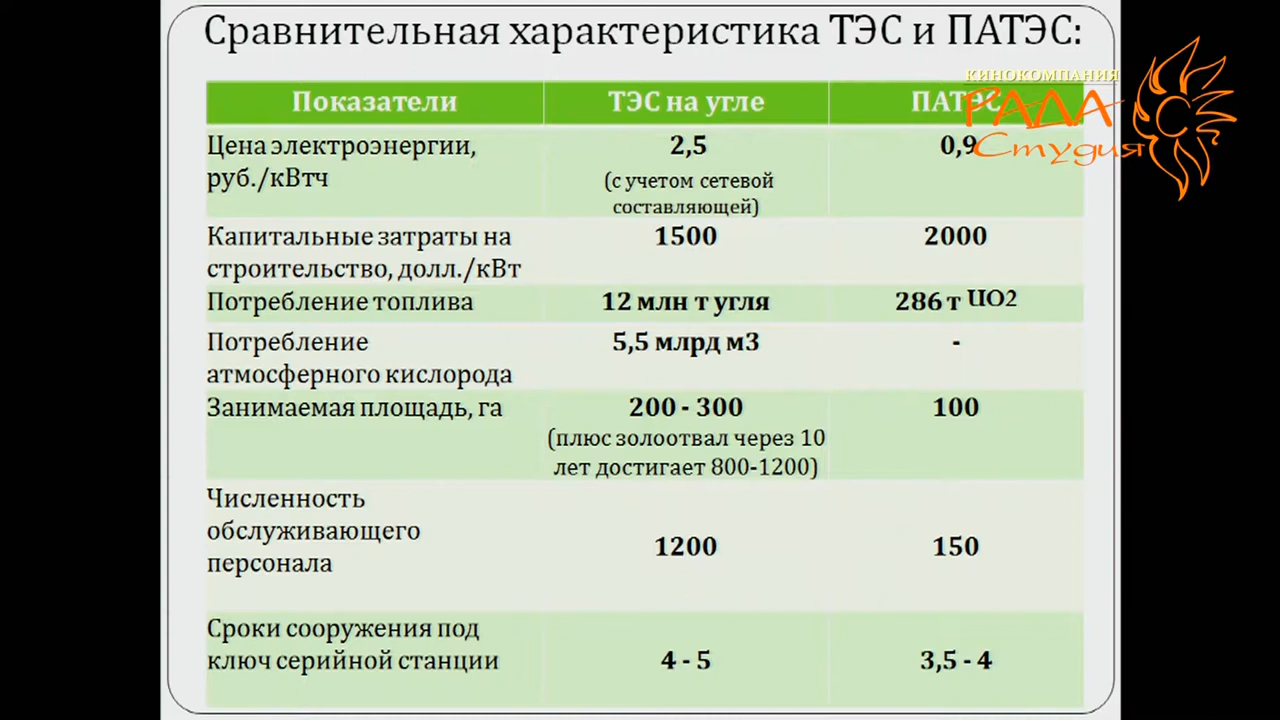 Сравнительная характеристика ТЭС и ПАТЭС:
КИНОКОМПАНИЯ
РАДА
Студия
Показатели ТЭС на угле ПАТЭС
Цена электроэнергии, 2,5 0,9
руб./кВтч (с учетом сетевой
составляющей)
Капитальные затраты на 1500 2000
строительство, долл./кВт
Потребление топлива 12 млн т угля 286 т UO2
Потребление 5,5 млрд м3 -
атмосферного кислорода
Занимаемая площадь, га 200 - 300 100
(плюс золоотвал через 10
лет достигает 800-1200)
Численность
обслуживающего
персонала 1200 150
Сроки сооружения под
ключ серийной станции 4 - 5 3,5 - 4